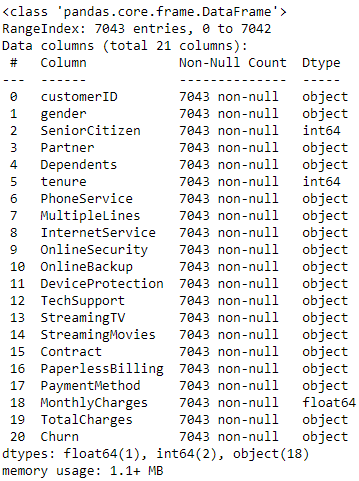 <class 'pandas.core.frame.DataFrame'>
RangeIndex: 7043 entries, 0 to 7042
Data columns (total 21 columns):
 #   Column            Non-Null Count  Dtype
---  ------            --------------  -----
 0   customerID        7043 non-null   object
 1   gender            7043 non-null   object
 2   SeniorCitizen     7043 non-null   int64
 3   Partner           7043 non-null   object
 4   Dependents        7043 non-null   object
 5   tenure            7043 non-null   int64
 6   PhoneService      7043 non-null   object
 7   MultipleLines     7043 non-null   object
 8   InternetService   7043 non-null   object
 9   OnlineSecurity    7043 non-null   object
 10  OnlineBackup      7043 non-null   object
 11  DeviceProtection  7043 non-null   object
 12  TechSupport       7043 non-null   object
 13  StreamingTV       7043 non-null   object
 14  StreamingMovies   7043 non-null   object
 15  Contract          7043 non-null   object
 16  PaperlessBilling  7043 non-null   object
 17  PaymentMethod     7043 non-null   object
 18  MonthlyCharges    7043 non-null   float64
 19  TotalCharges      7043 non-null   object
 20  Churn             7043 non-null   object
dtypes: float64(1), int64(2), object(18)
memory usage: 1.1+ MB